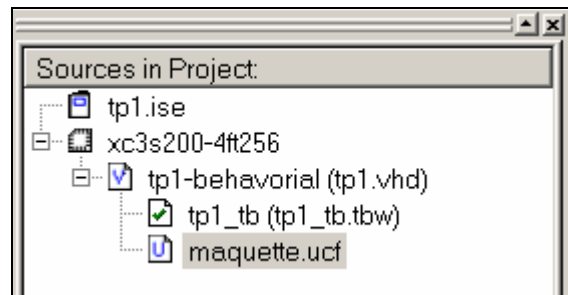 Sources in Project:
tp1.ise
xc3s200-4ft256
tp1-behavorial (tp1.vhd)
tp1_tb (tp1_tb.tbw)
maquette.ucf